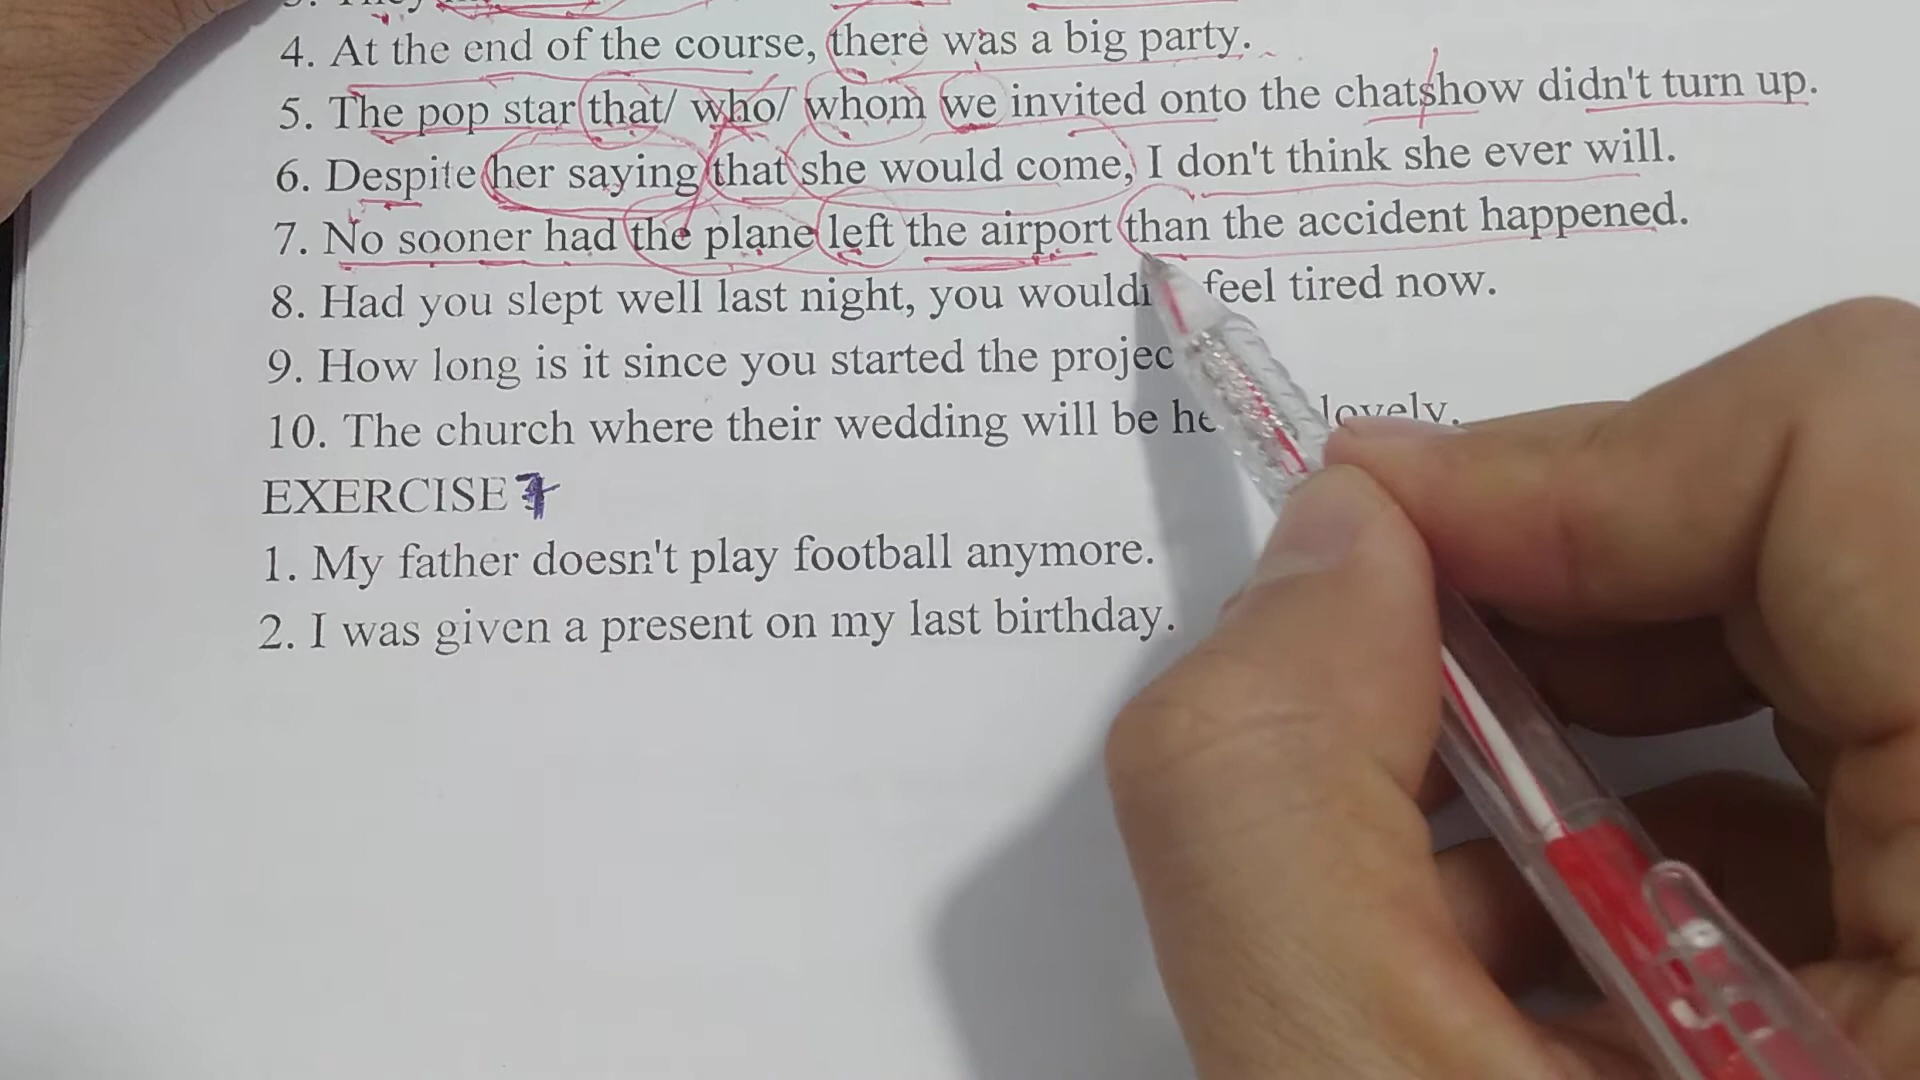 They
4. At the end of the course, there was a big party.
5. The pop star that/ who/ whom we invited onto the chatshow didn't turn up.
6. Despite her saying that she would come, I don't think she ever will.
7. No sooner had the plane left the airport than the accident happened.
8. Had you slept well last night, you feel tired now.
9. How long is it since you started the
10. The church where their wedding will be lovely.
EXERCISE 7
1. My father doesn't play football anymore.
2. I was given a present on my last birthday.